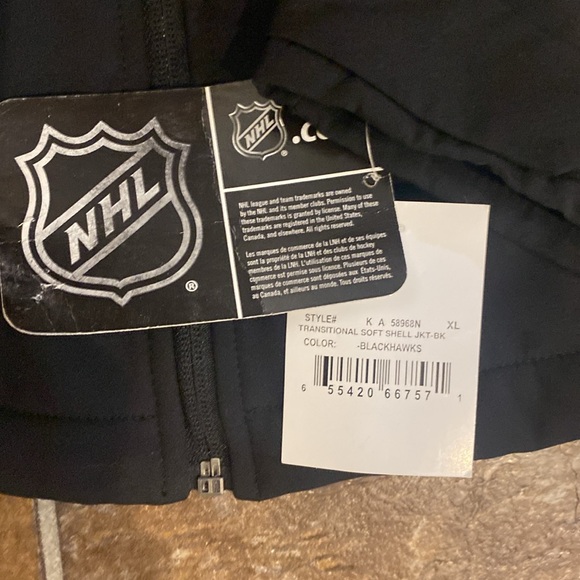 NHL
®
NHL
®
.co
NHL league and team trademarks are owned
by the NHL and its member clubs. Permission to use
these trademarks is granted by license. Many of these
trademarks are registered in the United States,
Canada, and elsewhere. All rights reserved.
Les marques de commerce de la LNH et de ses équipes
sont la propriété de la LNH et des clubs de hockey
membres de la LNH. L'utilisation de ces marques de
commerce est permise sous licence. Plusieurs de ces
marques de commerce sont déposées aux États-Unis,
au Canada, et ailleurs au monde. Tous droits réservés.
STYLE# K A 58968N XL
TRANSITIONAL SOFT SHELL JKT-BK
COLOR: -BLACKHAWKS
6 55420 66757 1